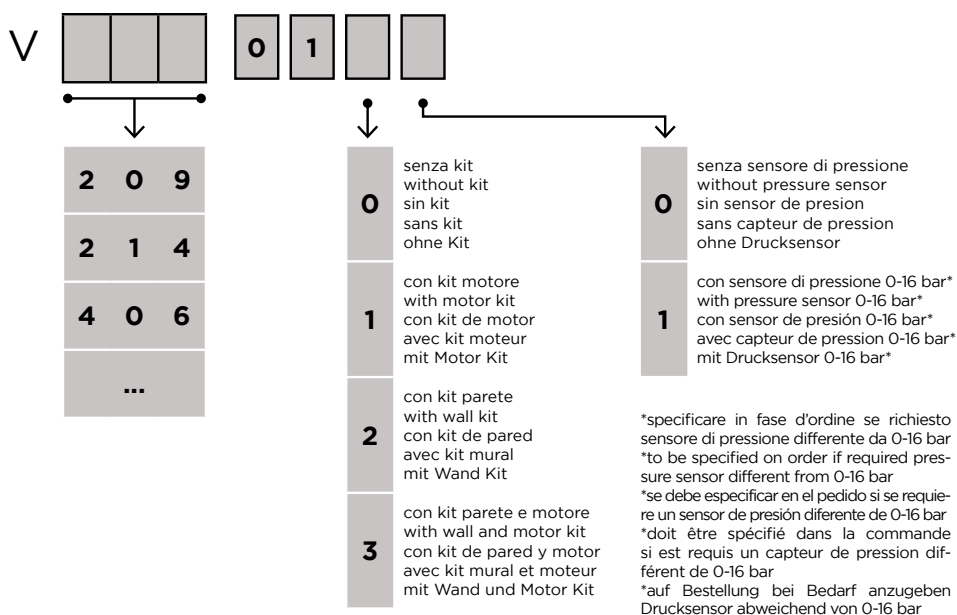 V 0 1
2 0 9
2 1 4
4 0 6
...
0
senza kit
without kit
sin kit
sans kit
ohne Kit
1
con kit motore
with motor kit
con kit de motor
avec kit moteur
mit Motor Kit
2
con kit parete
with wall kit
con kit de pared
avec kit mural
mit Wand Kit
3
con kit parete e motore
with wall and motor kit
con kit de pared y motor
avec kit mural et moteur
mit Wand und Motor Kit
0
senza sensore di pressione
without pressure sensor
sin sensor de presion
sans capteur de pression
ohne Drucksensor
1
con sensore di pressione 0-16 bar*
with pressure sensor 0-16 bar*
con sensor de presión 0-16 bar*
avec capteur de pression 0-16 bar*
mit Drucksensor 0-16 bar*
*specificare in fase d'ordine se richiesto
sensore di pressione differente da 0-16 bar
*to be specified on order if required pres-
sure sensor different from 0-16 bar
*se debe especificar en el pedido si se requie-
re un sensor de presión diferente de 0-16 bar
*doit être spécifié dans la commande
si est requis un capteur de pression dif-
férent de 0-16 bar
*auf Bestellung bei Bedarf anzugeben
Drucksensor abweichend von 0-16 bar